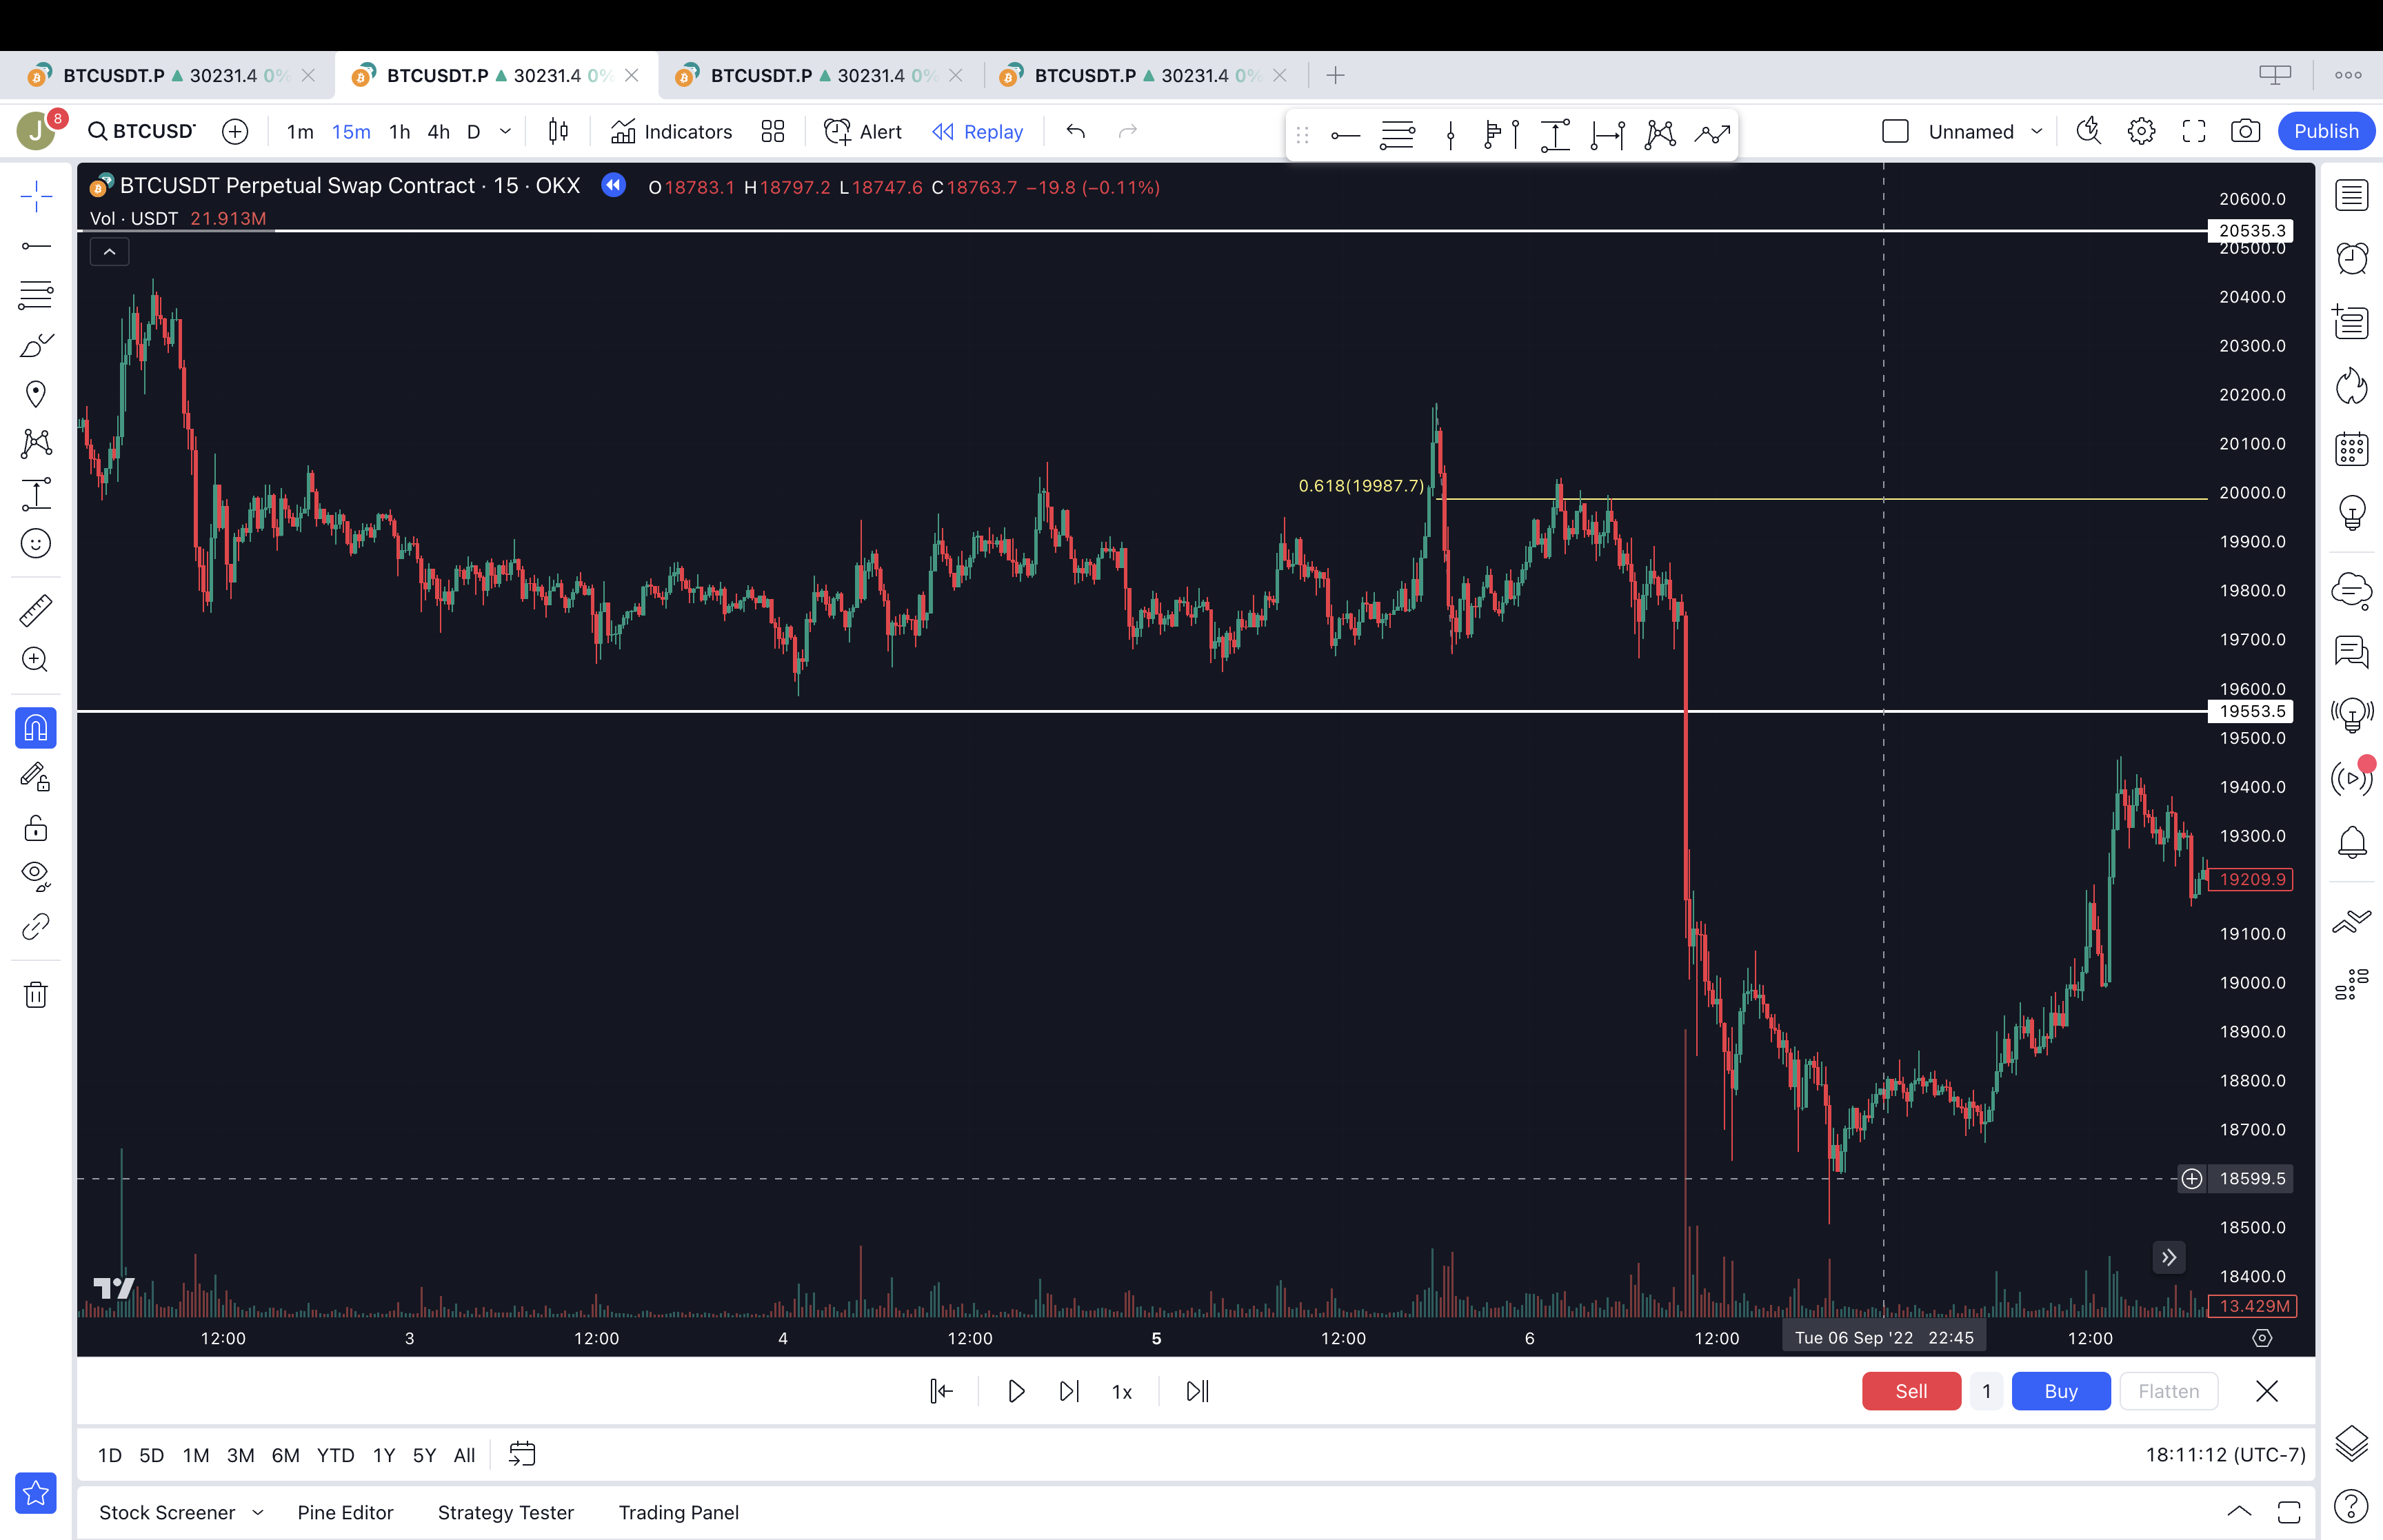 BTCUSDT.P ▲ 30231.4 0% BTCUSDT.P ▲ 30231.4 0% BTCUSDT.P ▲ 30231.4 0% BTCUSDT.P ▲ 30231.4 0%
J 8 BTCUSD 1m 15m 1h 4h D Indicators Alert Replay Unnamed Publish
BTCUSDT Perpetual Swap Contract · 15 · OKX O18783.1 H18797.2 L18747.6 C18763.7 −19.8 (−0.11%)
Vol · USDT 21.913M
20600.0
20535.3
20500.0
20400.0
20300.0
20200.0
20100.0
0.618(19987.7)
20000.0
19900.0
19800.0
19700.0
19600.0
19553.5
19500.0
19400.0
19300.0
19209.9
19100.0
19000.0
18900.0
18800.0
18700.0
18599.5
18500.0
18400.0
13.429M
12:00 3 12:00 4 12:00 5 12:00 6 12:00 Tue 06 Sep '22 22:45 12:00
1x Sell 1 Buy Flatten
1D 5D 1M 3M 6M YTD 1Y 5Y All 18:11:12 (UTC-7)
Stock Screener Pine Editor Strategy Tester Trading Panel